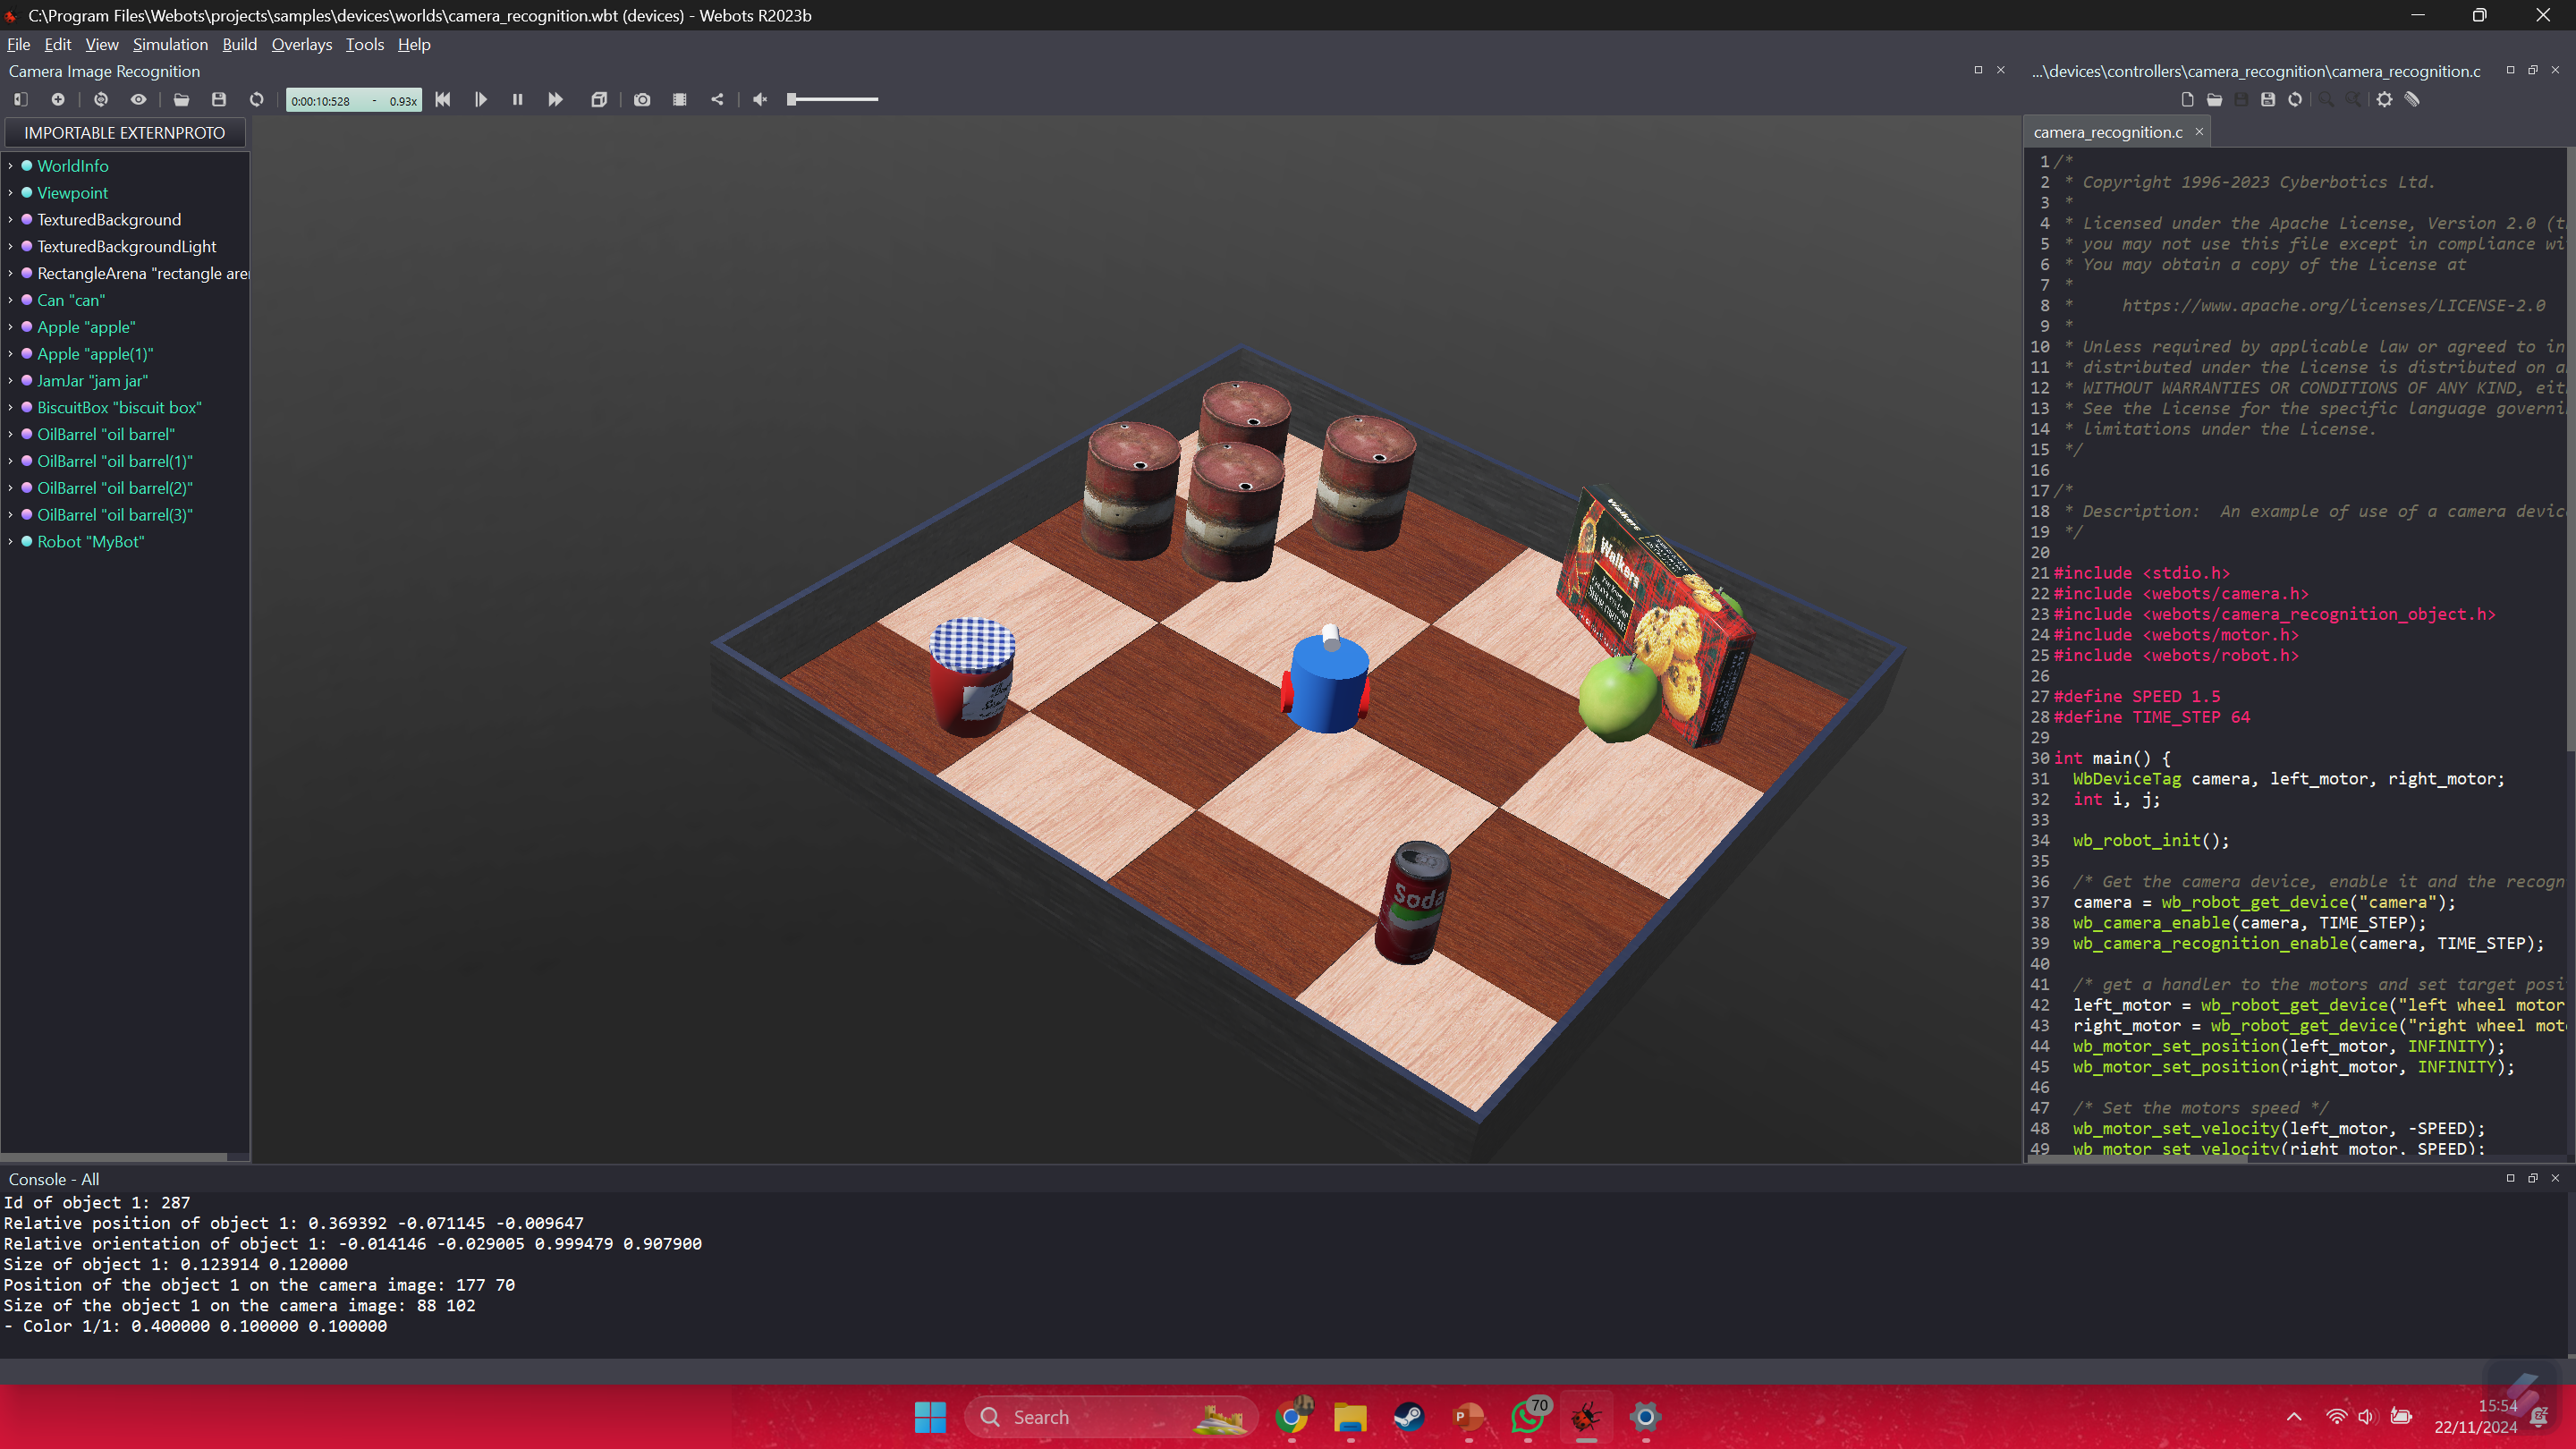 C:\Program Files\Webots\projects\samples\devices\worlds\camera_recognition.wbt (devices) - Webots R2023b
File Edit View Simulation Build Overlays Tools Help
Camera Image Recognition
0:00:10:528 - 0.93x
IMPORTABLE EXTERNPROTO
WorldInfo
Viewpoint
TexturedBackground
TexturedBackgroundLight
RectangleArena "rectangle are
Can "can"
Apple "apple"
Apple "apple(1)"
JamJar "jam jar"
BiscuitBox "biscuit box"
OilBarrel "oil barrel"
OilBarrel "oil barrel(1)"
OilBarrel "oil barrel(2)"
OilBarrel "oil barrel(3)"
Robot "MyBot"
Walkers
Walkers
Soda
...\devices\controllers\camera_recognition\camera_recognition.c
camera_recognition.c
1 /*
2  * Copyright 1996-2023 Cyberbotics Ltd.
3  *
4  * Licensed under the Apache License, Version 2.0 (t
5  * you may not use this file except in compliance wi
6  * You may obtain a copy of the License at
7  *
8  *     https://www.apache.org/licenses/LICENSE-2.0
9  *
10  * Unless required by applicable law or agreed to in
11  * distributed under the License is distributed on a
12  * WITHOUT WARRANTIES OR CONDITIONS OF ANY KIND, eit
13  * See the License for the specific language governi
14  * limitations under the License.
15  */
16
17 /*
18  * Description:  An example of use of a camera devic
19  */
20
21 #include <stdio.h>
22 #include <webots/camera.h>
23 #include <webots/camera_recognition_object.h>
24 #include <webots/motor.h>
25 #include <webots/robot.h>
26
27 #define SPEED 1.5
28 #define TIME_STEP 64
29
30 int main() {
31   WbDeviceTag camera, left_motor, right_motor;
32   int i, j;
33
34   wb_robot_init();
35
36   /* Get the camera device, enable it and the recogn
37   camera = wb_robot_get_device("camera");
38   wb_camera_enable(camera, TIME_STEP);
39   wb_camera_recognition_enable(camera, TIME_STEP);
40
41   /* get a handler to the motors and set target posi
42   left_motor = wb_robot_get_device("left wheel motor
43   right_motor = wb_robot_get_device("right wheel mot
44   wb_motor_set_position(left_motor, INFINITY);
45   wb_motor_set_position(right_motor, INFINITY);
46
47   /* Set the motors speed */
48   wb_motor_set_velocity(left_motor, -SPEED);
49   wb_motor_set_velocity(right_motor, SPEED);
Console - All
Id of object 1: 287
Relative position of object 1: 0.369392 -0.071145 -0.009647
Relative orientation of object 1: -0.014146 -0.029005 0.999479 0.907900
Size of object 1: 0.123914 0.120000
Position of the object 1 on the camera image: 177 70
Size of the object 1 on the camera image: 88 102
- Color 1/1: 0.400000 0.100000 0.100000
Search
70
15:54
22/11/2024